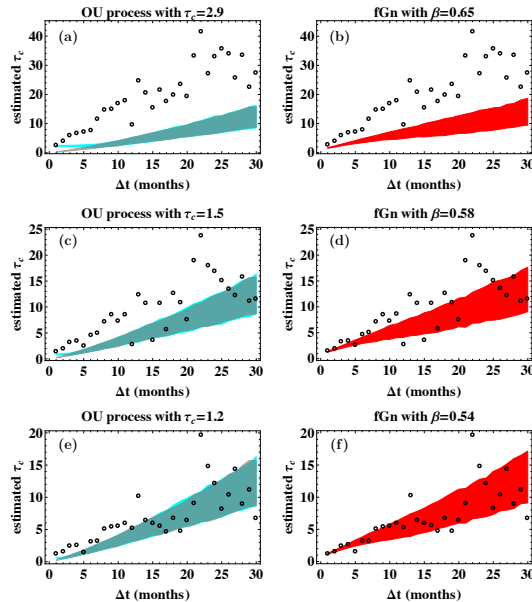 OU process with τc=2.9
fGn with β=0.65
(a)
(b)
estimated τc
40
30
20
10
0
0 5 10 15 20 25 30
Δt (months)
estimated τc
40
30
20
10
0
0 5 10 15 20 25 30
Δt (months)
OU process with τc=1.5
fGn with β=0.58
(c)
(d)
estimated τc
25
20
15
10
5
0
0 5 10 15 20 25 30
Δt (months)
estimated τc
25
20
15
10
5
0
0 5 10 15 20 25 30
Δt (months)
OU process with τc=1.2
fGn with β=0.54
(e)
(f)
estimated τc
20
15
10
5
0
0 5 10 15 20 25 30
Δt (months)
estimated τc
20
15
10
5
0
0 5 10 15 20 25 30
Δt (months)